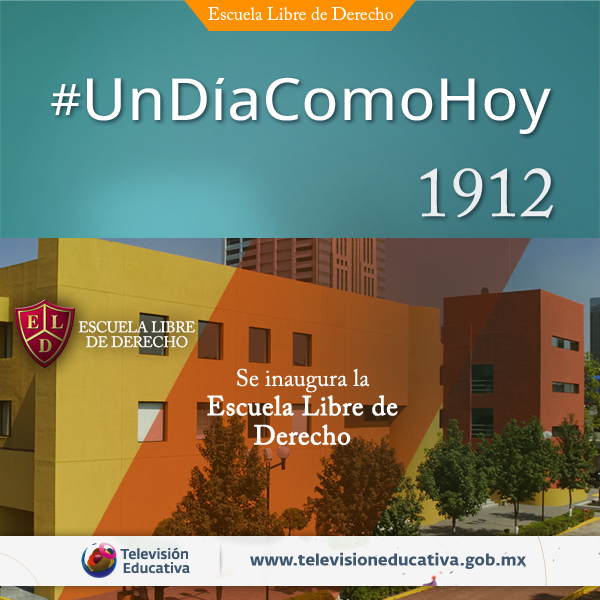 Escuela Libre de Derecho
#UnDíaComoHoy
1912
ELD
ESCUELA LIBRE
DE DERECHO
Se inaugura la
Escuela Libre de
Derecho
Televisión
Educativa
www.televisioneducativa.gob.mx